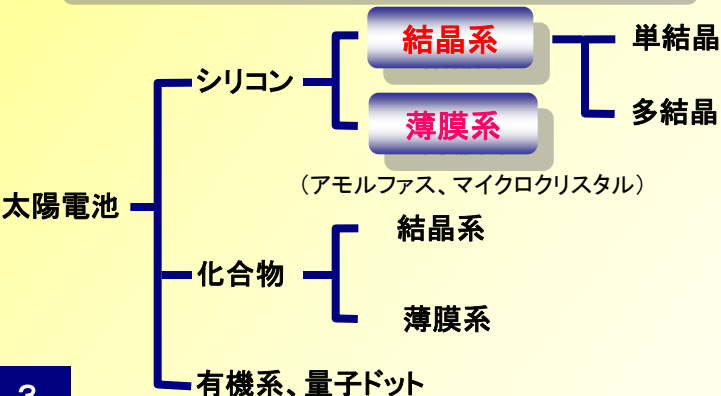 結晶系
単結晶
シリコン
薄膜系
多結晶
(アモルファス、マイクロクリスタル)
太陽電池
結晶系
化合物
薄膜系
有機系、量子ドット